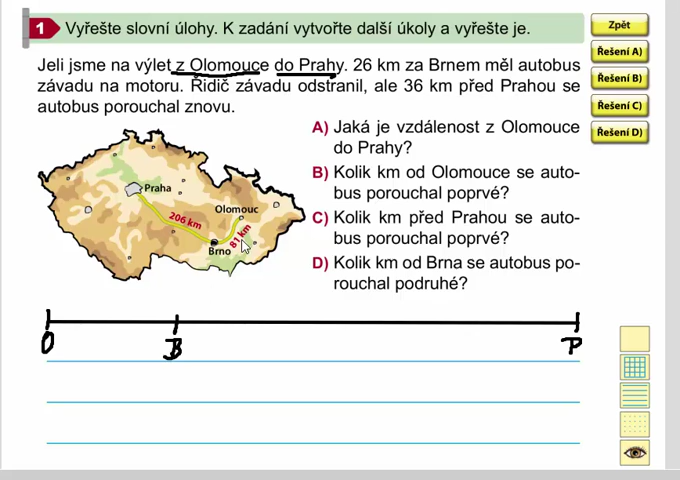 1 Vyřešte slovní úlohy. K zadání vytvořte další úkoly a vyřešte je.
Zpět
Řešení A)
Řešení B)
Řešení C)
Řešení D)
Jeli jsme na výlet z Olomouce do Prahy. 26 km za Brnem měl autobus
závadu na motoru. Řidič závadu odstranil, ale 36 km před Prahou se
autobus porouchal znovu.
A) Jaká je vzdálenost z Olomouce
do Prahy?
B) Kolik km od Olomouce se auto-
bus porouchal poprvé?
C) Kolik km před Prahou se auto-
bus porouchal poprvé?
D) Kolik km od Brna se autobus po-
rouchal podruhé?
Praha
Olomouc
206 km
81 km
Brno
O B P